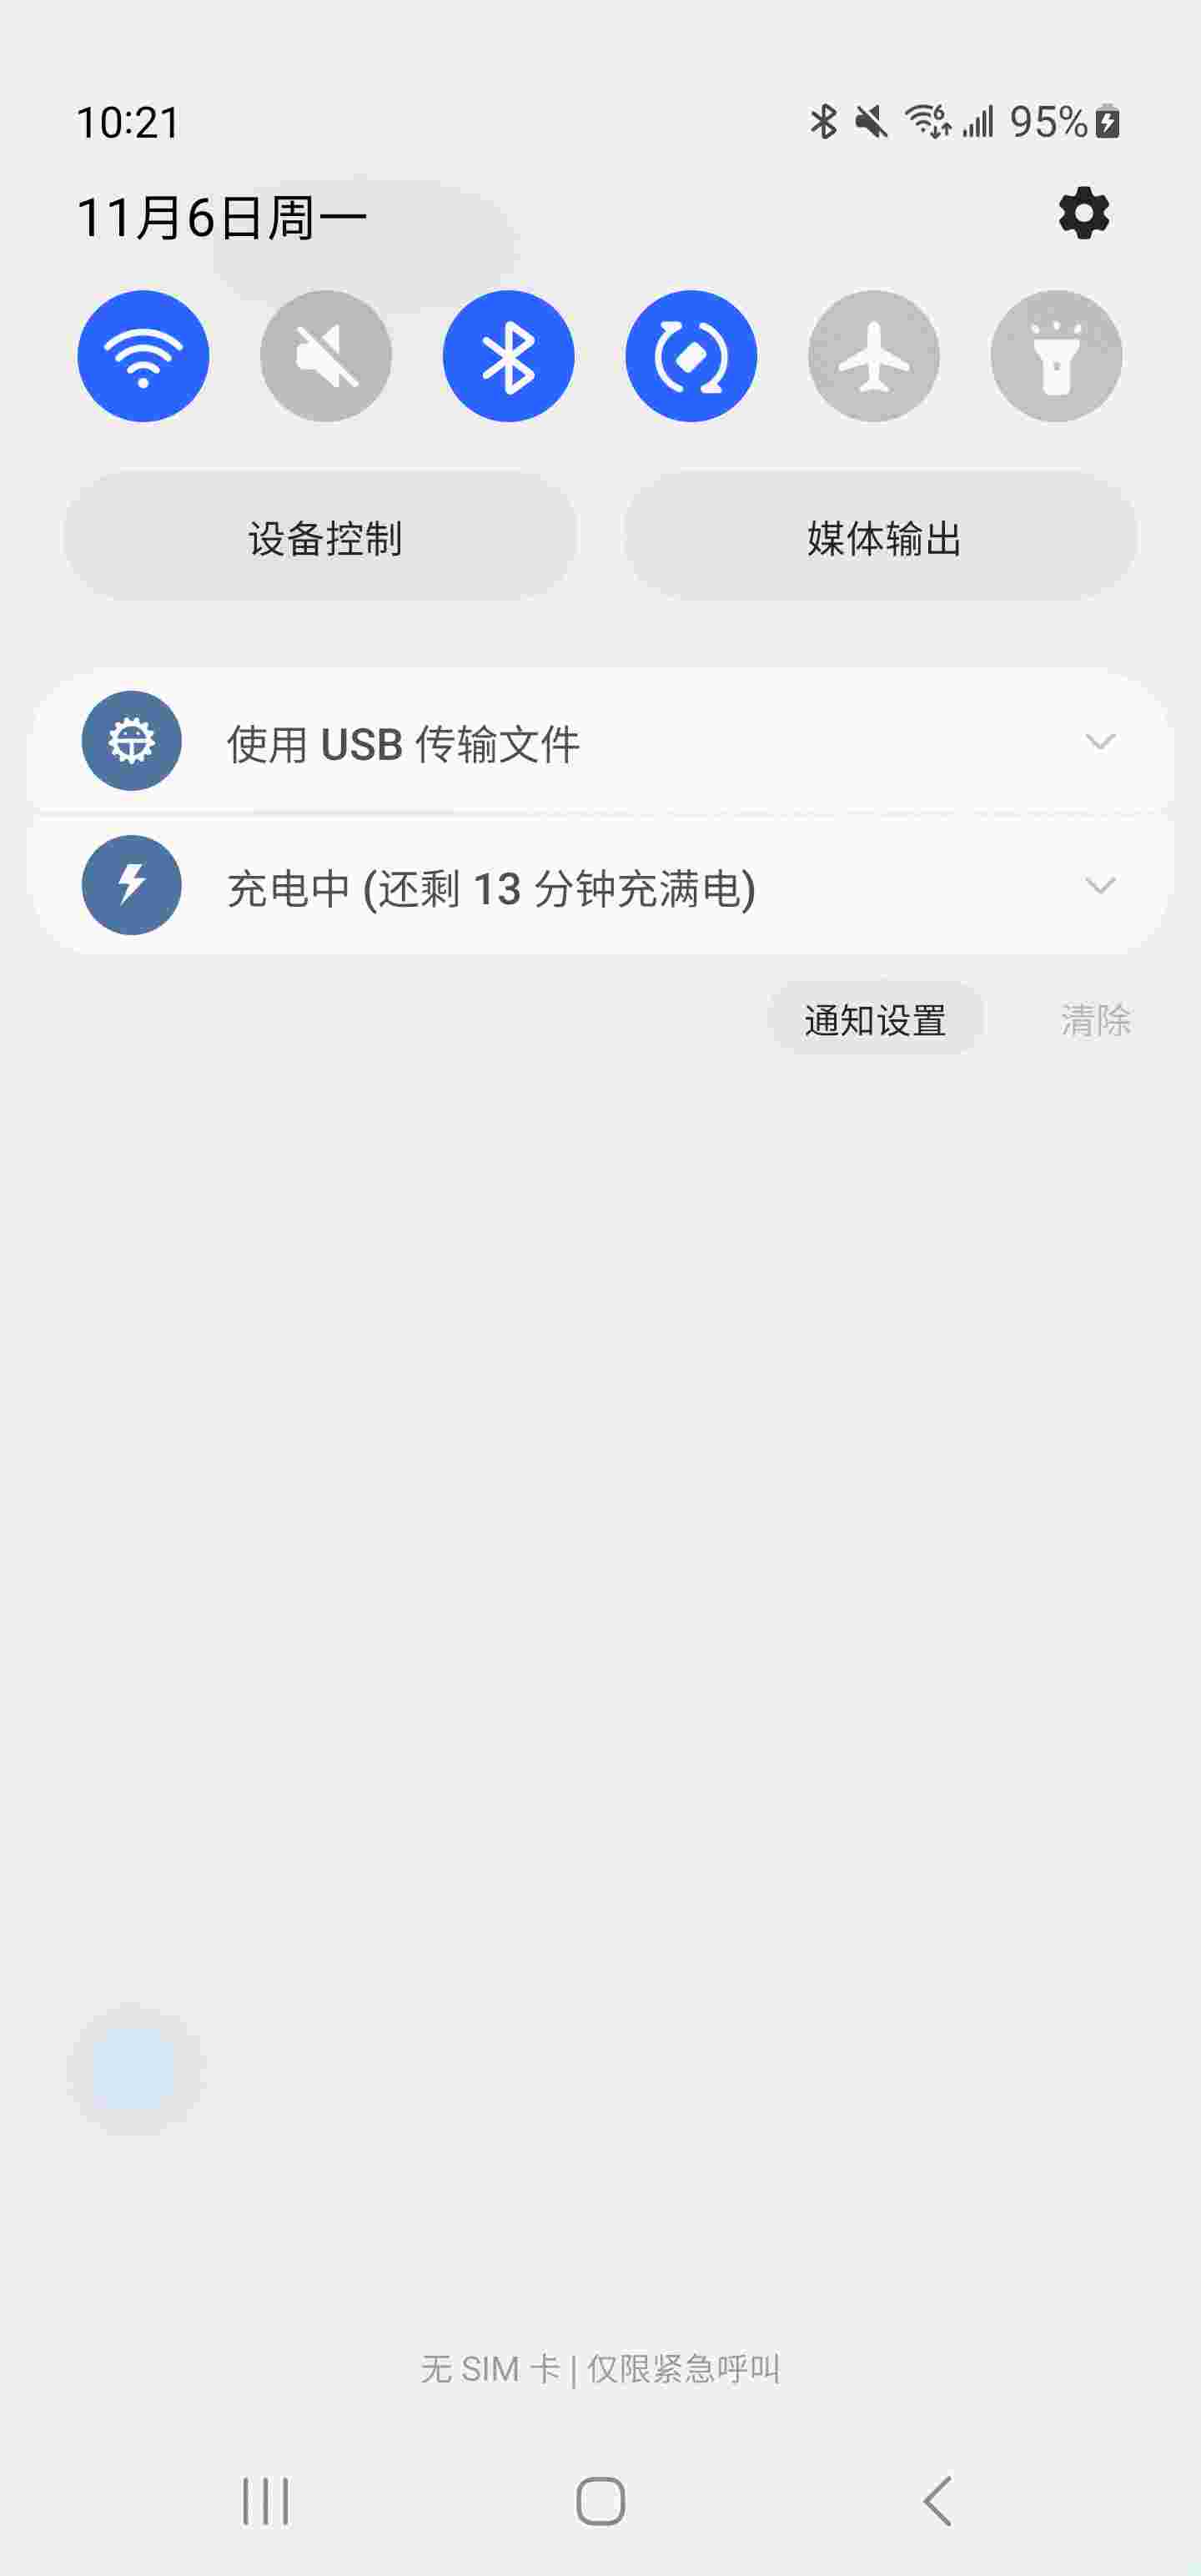 10:21 95%
11月6日周一
设备控制 媒体输出
使用 USB 传输文件
充电中 (还剩 13 分钟充满电)
通知设置 清除
无 SIM 卡 | 仅限紧急呼叫